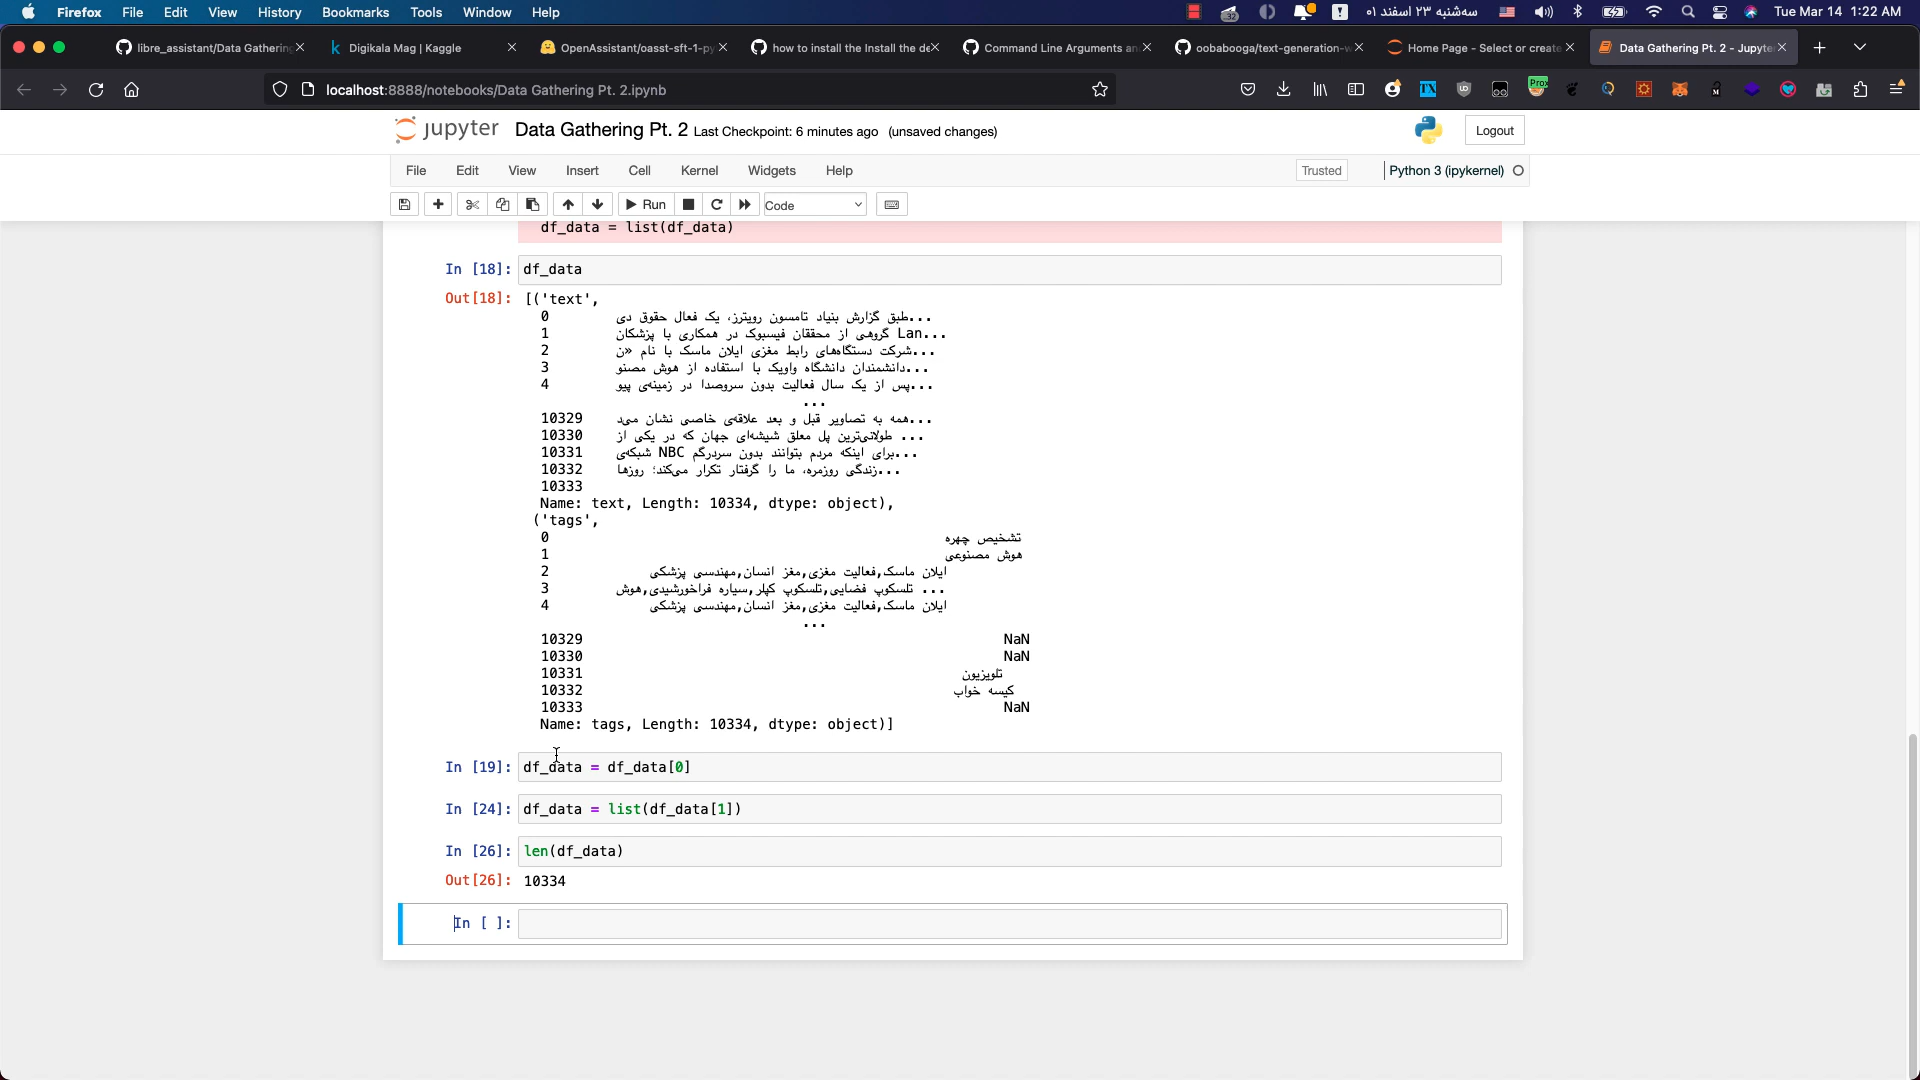 Firefox File Edit View History Bookmarks Tools Window Help
سه‌شنبه ۲۳ اسفند ۰۱
Tue Mar 14 1:22 AM
libre_assistant/Data Gathering
Digikala Mag | Kaggle
OpenAssistant/oasst-sft-1-py
how to install the Install the de
Command Line Arguments an
oobabooga/text-generation-w
Home Page - Select or create
Data Gathering Pt. 2 - Jupyte
localhost:8888/notebooks/Data Gathering Pt. 2.ipynb
jupyter Data Gathering Pt. 2 Last Checkpoint: 6 minutes ago (unsaved changes)
Logout
File Edit View Insert Cell Kernel Widgets Help
Trusted
Python 3 (ipykernel)
Run
Code
df_data = list(df_data)
In [18]: df_data
Out[18]: [('text',
0 طبق گزارش بنیاد تامسون رویترز، یک فعال حقوق دی...
1 گروهی از محققان فیسبوک در همکاری با پزشکان Lan...
2 شرکت دستگاه‌های رابط مغزی ایلان ماسک با نام «ن...
3 دانشمندان دانشگاه واویک با استفاده از هوش مصنو...
4 پس از یک سال فعالیت بدون سروصدا در زمینه‌ی پیو...
...
10329 همه به تصاویر قبل و بعد علاقه‌ی خاصی نشان می‌د...
10330 طولانی‌ترین پل معلق شیشه‌ای جهان که در یکی از ...
10331 برای اینکه مردم بتوانند بدون سردرگم NBC شبکه‌ی...
10332 زندگی روزمره، ما را گرفتار تکرار می‌کند؛ روزها...
10333
Name: text, Length: 10334, dtype: object),
('tags',
0 تشخیص چهره
1 هوش مصنوعی
2 ایلان ماسک,فعالیت مغزی,مغز انسان,مهندسی پزشکی
3 تلسکوپ فضایی,تلسکوپ کپلر,سیاره فراخورشیدی,هوش ...
4 ایلان ماسک,فعالیت مغزی,مغز انسان,مهندسی پزشکی
...
10329 NaN
10330 NaN
10331 تلویزیون
10332 کیسه خواب
10333 NaN
Name: tags, Length: 10334, dtype: object)]
In [19]: df_data = df_data[0]
In [24]: df_data = list(df_data[1])
In [26]: len(df_data)
Out[26]: 10334
In [ ]: